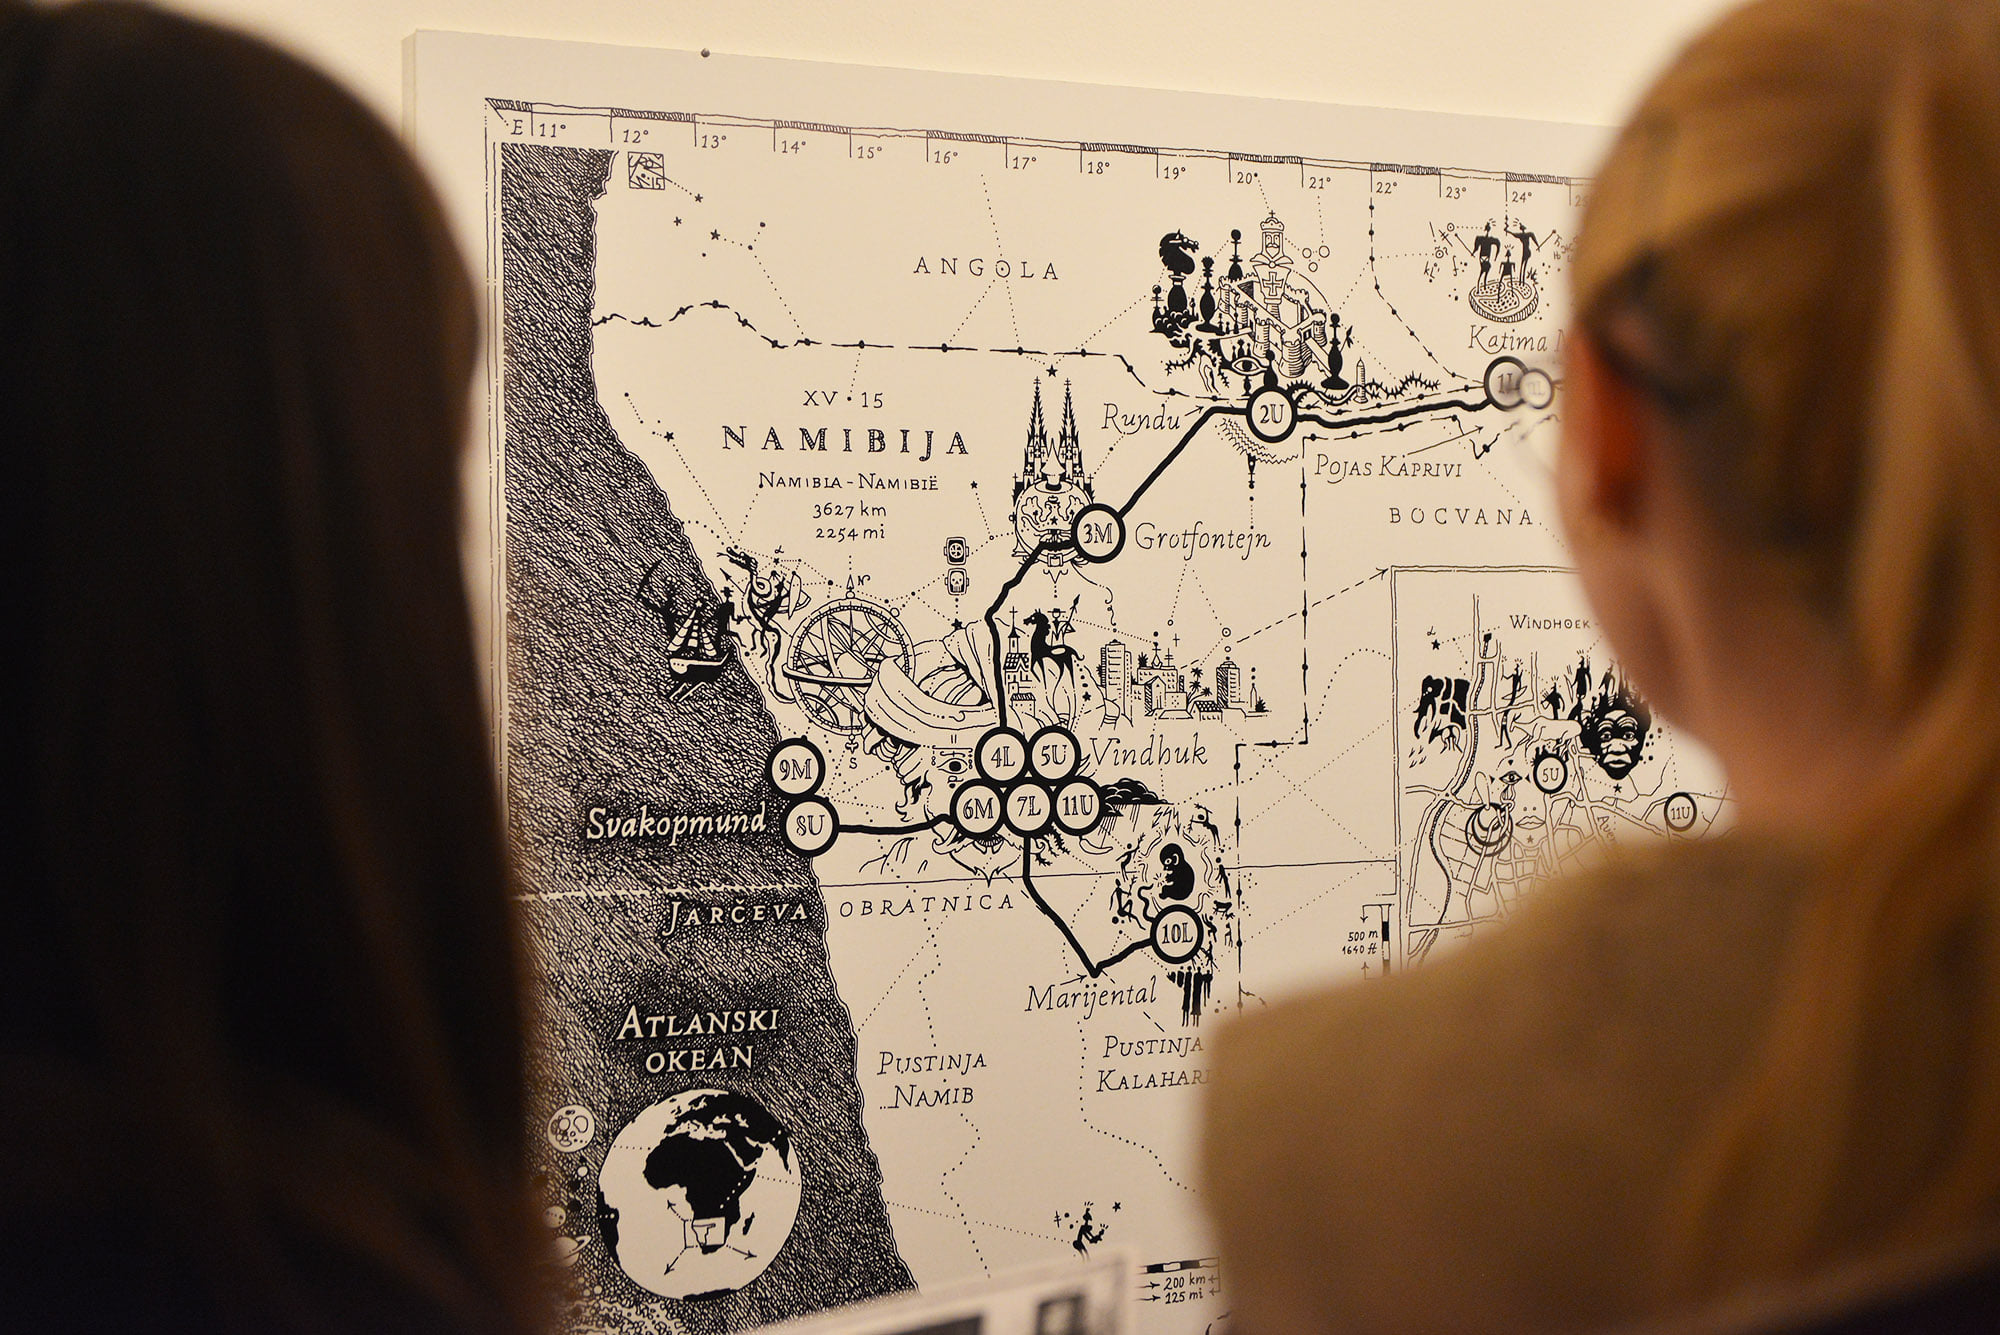 E 11° 12° 13° 14° 15° 16° 17° 18° 19° 20° 21° 22° 23° 24°
ANGOLA
Katima
1L
XV·15
NAMIBIJA
NAMIBIA-NAMIBIË
3627 km
2254 mi
Rundu
2U
POJAS KAPRIVI
BOCVANA
3M
Grotfontejn
N
S
WINDHOEK-
4L 5U
Vindhuk
9M
6M 7L 11U
Svakopmund
8U
5U
11U
JARČEVA OBRATNICA
10L
500 m
1640 ft
Marijental
ATLANSKI
OKEAN
PUSTINJA
NAMIB
PUSTINJA
KALAHARI
200 km
125 mi